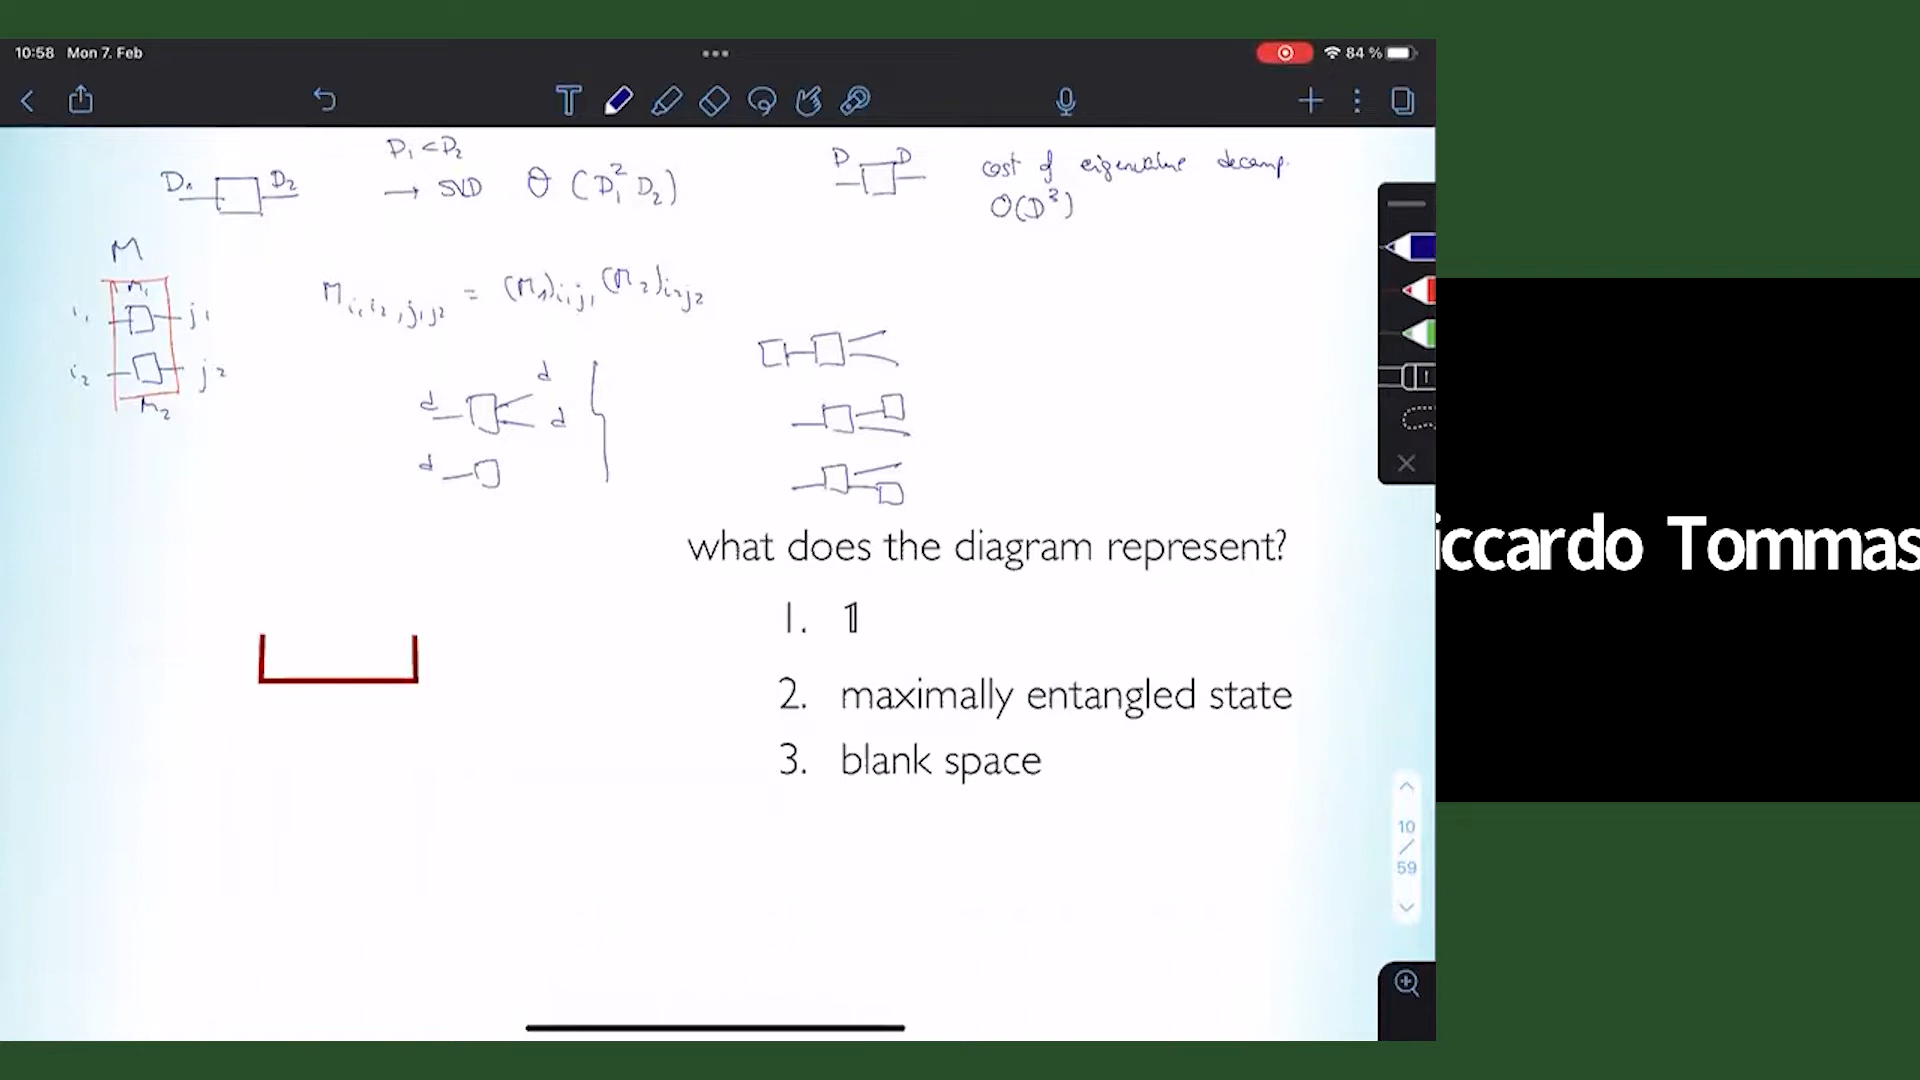 10:58 Mon 7. Feb
84 %
D₁ < D₂
D₁ D₂ → SVD O (D₁² D₂)
D D cost of eigenvalue decomp.
O(D³)
M
M₁
i₁ j₁
i₂ j₂
M₂
M i₁i₂,j₁j₂ = (M₁)i₁j₁ (M₂)i₂j₂
d d
d
d
what does the diagram represent?
1. 𝟙
2. maximally entangled state
3. blank space
10
/
59
iccardo Tommas